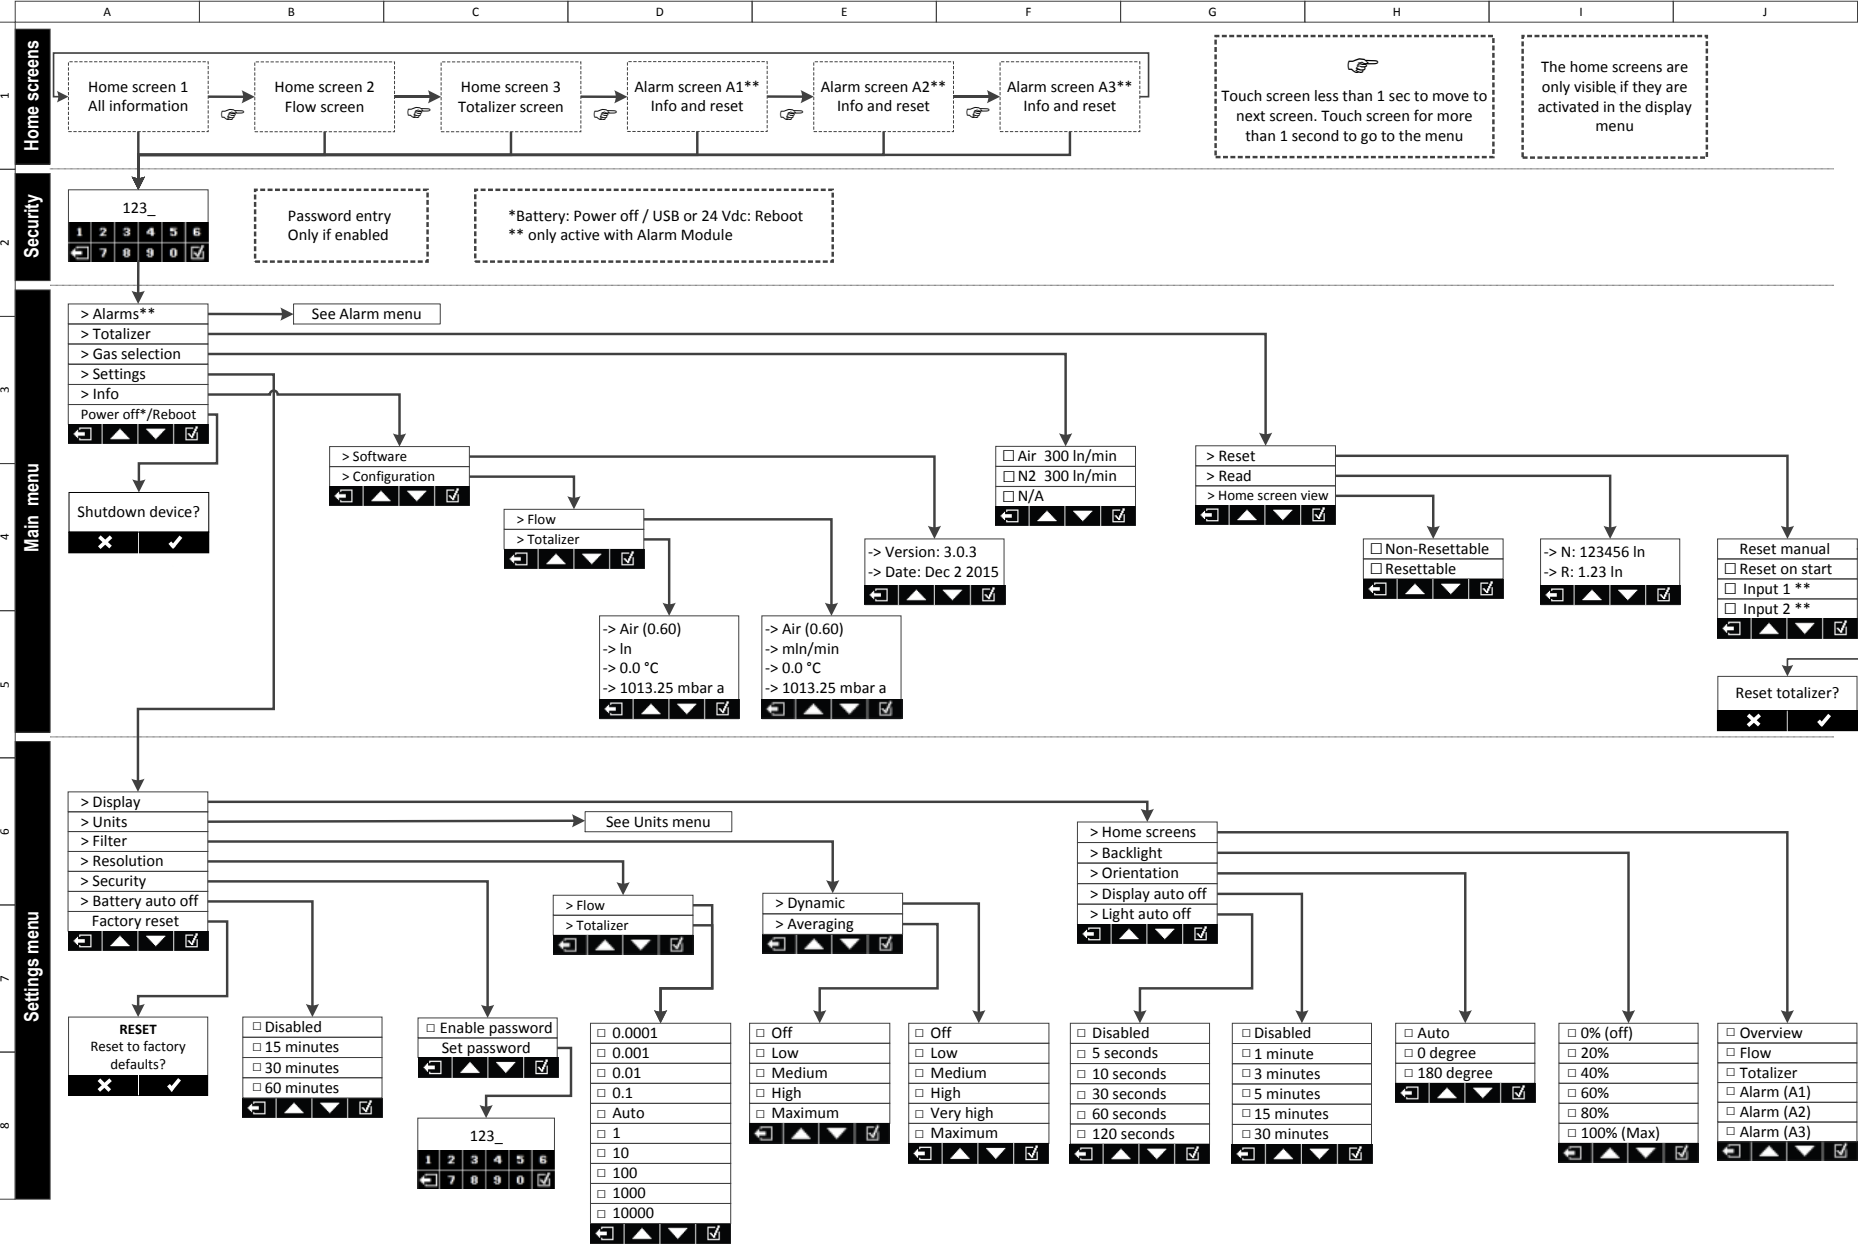 A B C D E F G H I J
Home screens
1
Home screen 1
All information
Home screen 2
Flow screen
Home screen 3
Totalizer screen
Alarm screen A1**
Info and reset
Alarm screen A2**
Info and reset
Alarm screen A3**
Info and reset
Touch screen less than 1 sec to move to
next screen. Touch screen for more
than 1 second to go to the menu
The home screens are
only visible if they are
activated in the display
menu
Security
2
123_
1 2 3 4 5 6
7 8 9 0
Password entry
Only if enabled
*Battery: Power off / USB or 24 Vdc: Reboot
** only active with Alarm Module
Main menu
3
4
5
> Alarms**
> Totalizer
> Gas selection
> Settings
> Info
Power off*/Reboot
See Alarm menu
Shutdown device?
> Software
> Configuration
> Flow
> Totalizer
-> Air (0.60)
-> ln
-> 0.0 °C
-> 1013.25 mbar a
-> Air (0.60)
-> mln/min
-> 0.0 °C
-> 1013.25 mbar a
-> Version: 3.0.3
-> Date: Dec 2 2015
Air 300 ln/min
N2 300 ln/min
N/A
> Reset
> Read
> Home screen view
Non-Resettable
Resettable
-> N: 123456 ln
-> R: 1.23 ln
Reset manual
Reset on start
Input 1 **
Input 2 **
Reset totalizer?
Settings menu
6
7
8
> Display
> Units
> Filter
> Resolution
> Security
> Battery auto off
Factory reset
See Units menu
RESET
Reset to factory
defaults?
Disabled
15 minutes
30 minutes
60 minutes
Enable password
Set password
123_
1 2 3 4 5 6
7 8 9 0
> Flow
> Totalizer
0.0001
0.001
0.01
0.1
Auto
1
10
100
1000
10000
> Dynamic
> Averaging
Off
Low
Medium
High
Maximum
Off
Low
Medium
High
Very high
Maximum
> Home screens
> Backlight
> Orientation
> Display auto off
> Light auto off
Disabled
5 seconds
10 seconds
30 seconds
60 seconds
120 seconds
Disabled
1 minute
3 minutes
5 minutes
15 minutes
30 minutes
Auto
0 degree
180 degree
0% (off)
20%
40%
60%
80%
100% (Max)
Overview
Flow
Totalizer
Alarm (A1)
Alarm (A2)
Alarm (A3)